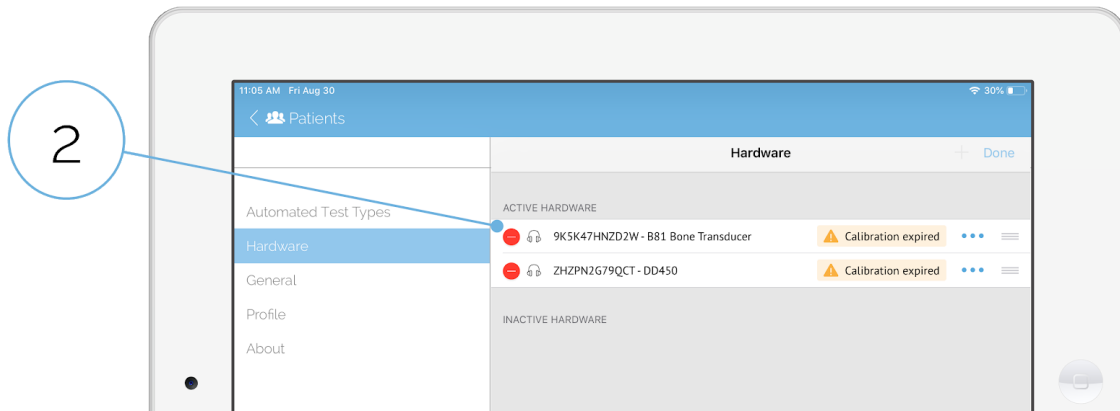 11:05 AM Fri Aug 30
30%
Patients
2
Hardware
Done
Automated Test Types
Hardware
General
Profile
About
ACTIVE HARDWARE
9K5K47HNZD2W - B81 Bone Transducer
Calibration expired
ZHZPN2G79QCT - DD450
Calibration expired
INACTIVE HARDWARE